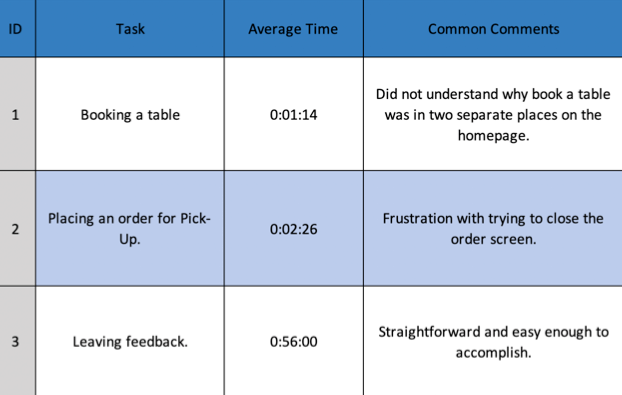 ID Task Average Time Common Comments
1 Booking a table 0:01:14 Did not understand why book a table
was in two separate places on the
homepage.
2 Placing an order for Pick-
Up. 0:02:26 Frustration with trying to close the
order screen.
3 Leaving feedback. 0:56:00 Straightforward and easy enough to
accomplish.